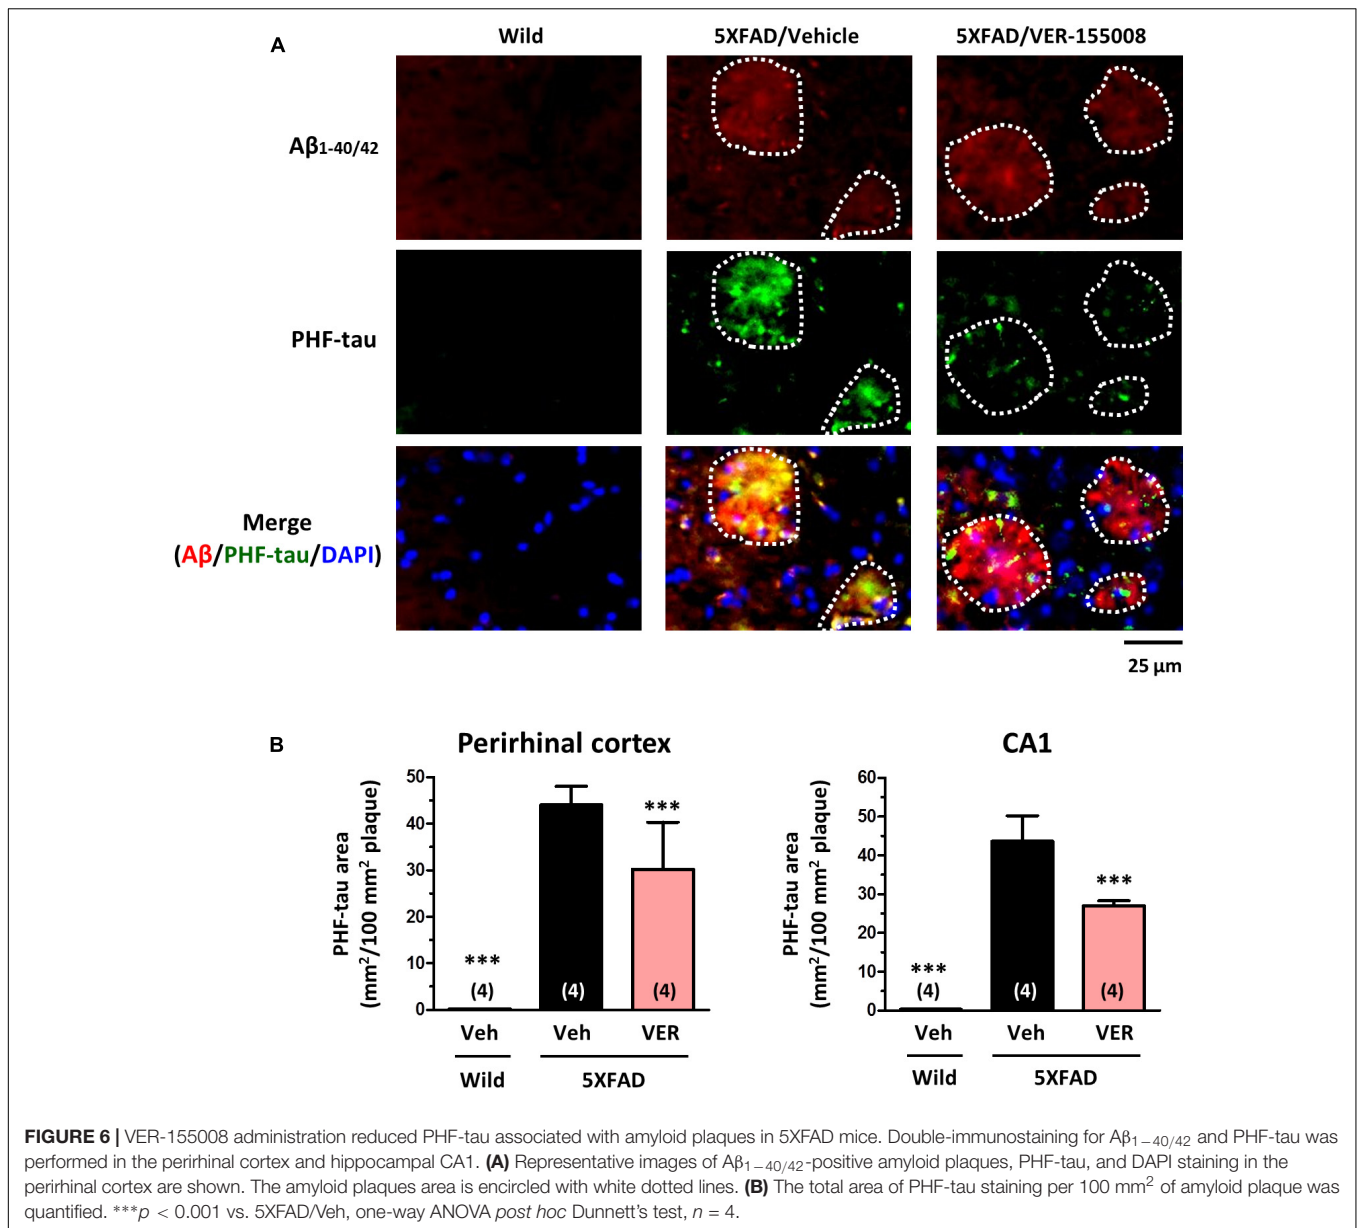 A
Wild 5XFAD/Vehicle 5XFAD/VER-155008
Aβ1-40/42
PHF-tau
Merge
(Aβ/PHF-tau/DAPI)
25 µm
B
Perirhinal cortex
PHF-tau area
(mm²/100 mm² plaque)
50
40
30
20
10
0
***
(4)
(4)
***
(4)
Veh Veh VER
Wild 5XFAD
CA1
PHF-tau area
(mm²/100 mm² plaque)
60
50
40
30
20
10
0
***
(4)
(4)
***
(4)
Veh Veh VER
Wild 5XFAD
FIGURE 6 | VER-155008 administration reduced PHF-tau associated with amyloid plaques in 5XFAD mice. Double-immunostaining for Aβ1−40/42 and PHF-tau was
performed in the perirhinal cortex and hippocampal CA1. (A) Representative images of Aβ1−40/42-positive amyloid plaques, PHF-tau, and DAPI staining in the
perirhinal cortex are shown. The amyloid plaques area is encircled with white dotted lines. (B) The total area of PHF-tau staining per 100 mm² of amyloid plaque was
quantified. ***p < 0.001 vs. 5XFAD/Veh, one-way ANOVA post hoc Dunnett's test, n = 4.